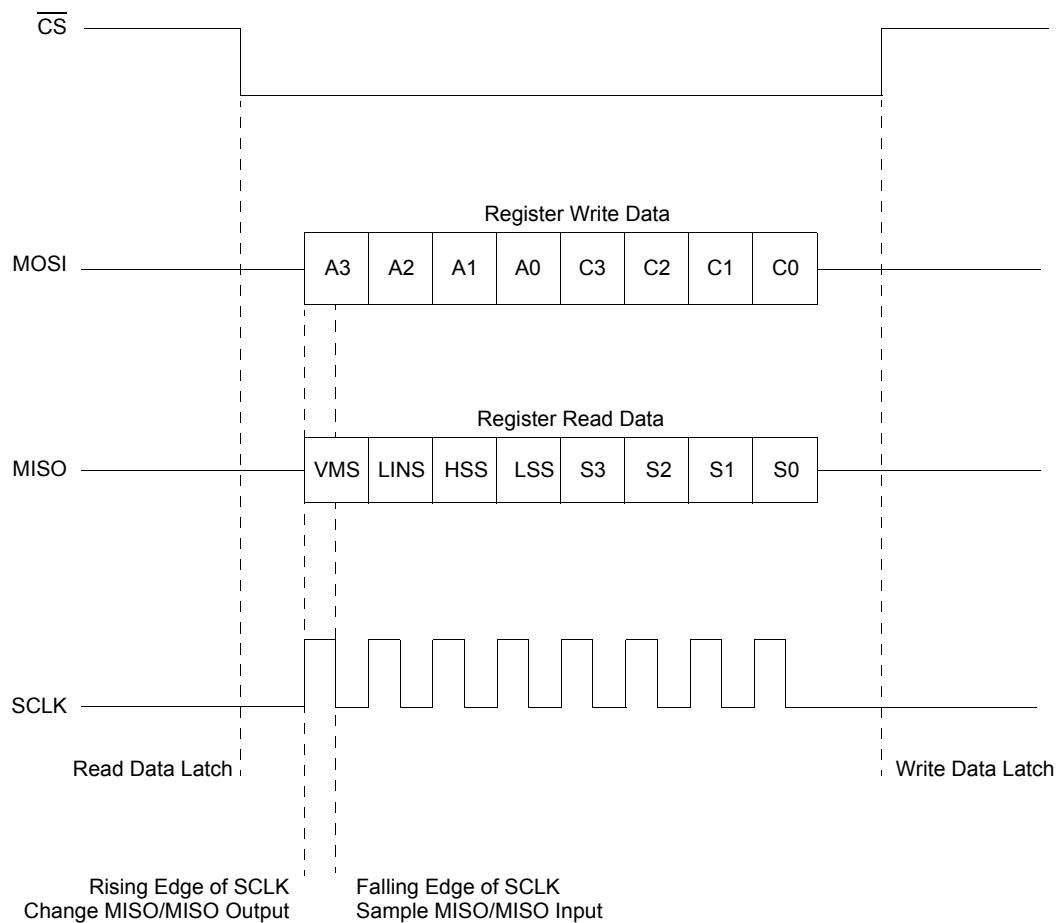 CS
Register Write Data
MOSI
A3 A2 A1 A0 C3 C2 C1 C0
Register Read Data
MISO
VMS LINS HSS LSS S3 S2 S1 S0
SCLK
Read Data Latch
Write Data Latch
Rising Edge of SCLK
Change MISO/MISO Output
Falling Edge of SCLK
Sample MISO/MISO Input